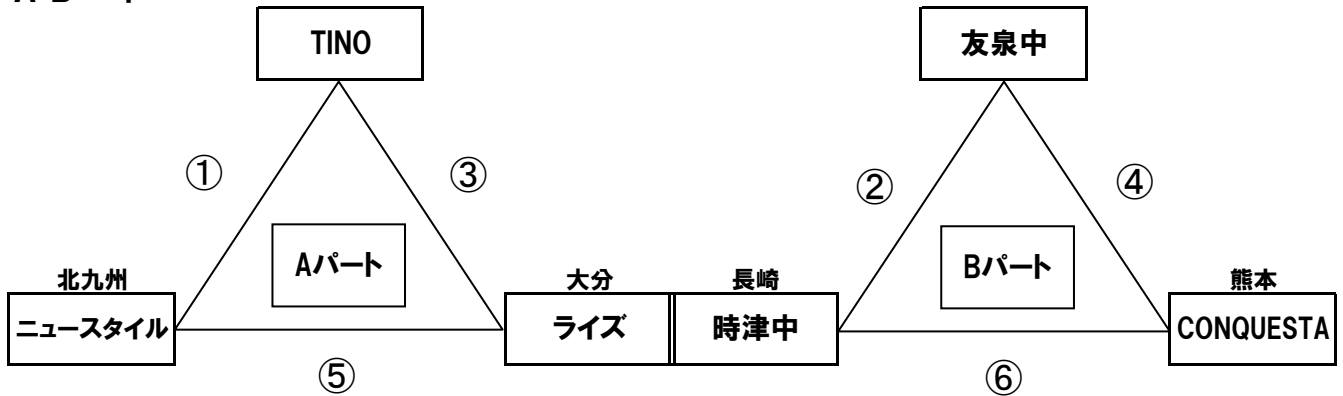 TINO
友泉中
①
③
②
④
Aパート
Bパート
北九州
大分
長崎
熊本
ニュースタイル
ライズ
時津中
CONQUESTA
⑤
⑥